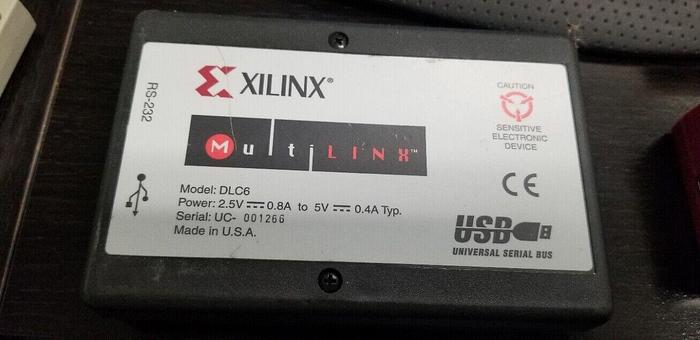 XILINX®
RS-232
MultiLINX™
CAUTION
SENSITIVE
ELECTRONIC
DEVICE
Model: DLC6
Power: 2.5V ⎓ 0.8A to 5V ⎓ 0.4A Typ.
Serial: UC- 001266
Made in U.S.A.
CE
USB
UNIVERSAL SERIAL BUS